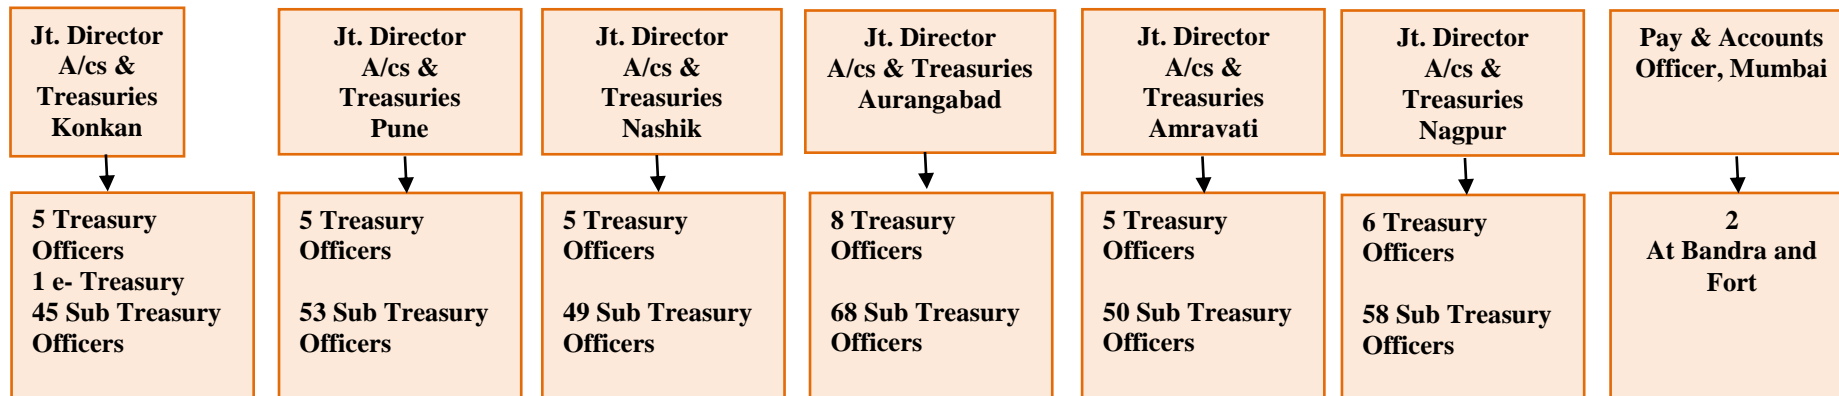 Jt. Director
A/cs &
Treasuries
Konkan
Jt. Director
A/cs &
Treasuries
Pune
Jt. Director
A/cs &
Treasuries
Nashik
Jt. Director
A/cs & Treasuries
Aurangabad
Jt. Director
A/cs &
Treasuries
Amravati
Jt. Director
A/cs &
Treasuries
Nagpur
Pay & Accounts
Officer, Mumbai
5 Treasury
Officers
1 e- Treasury
45 Sub Treasury
Officers
5 Treasury
Officers
53 Sub Treasury
Officers
5 Treasury
Officers
49 Sub Treasury
Officers
8 Treasury
Officers
68 Sub Treasury
Officers
5 Treasury
Officers
50 Sub Treasury
Officers
6 Treasury
Officers
58 Sub Treasury
Officers
2
At Bandra and
Fort